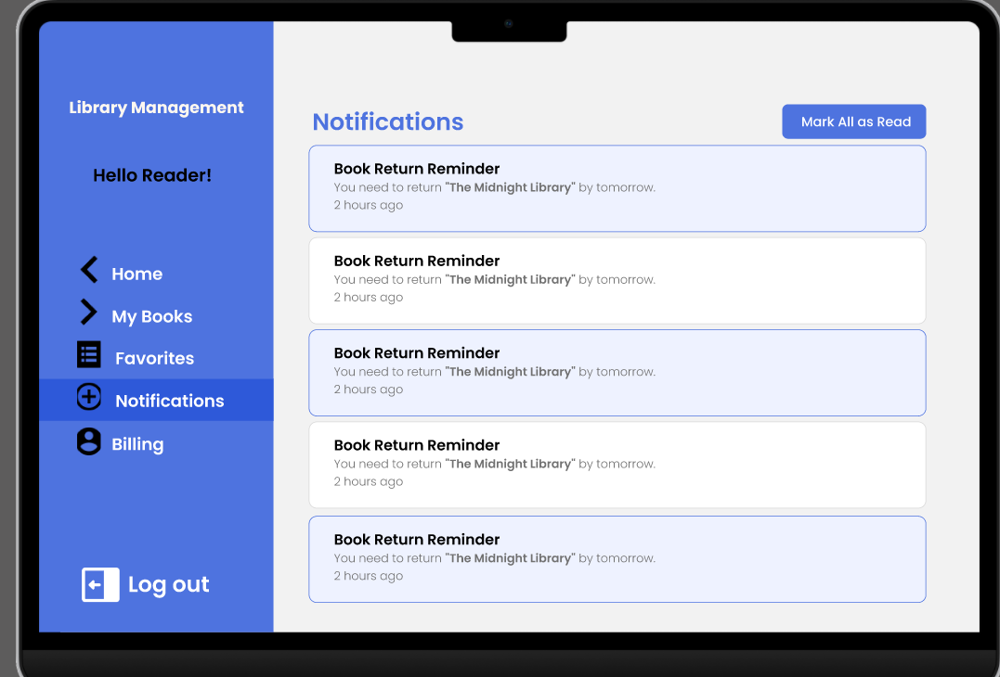 Library Management
Hello Reader!
Home
My Books
Favorites
Notifications
Billing
Log out
Notifications
Mark All as Read
Book Return Reminder
You need to return "The Midnight Library" by tomorrow.
2 hours ago
Book Return Reminder
You need to return "The Midnight Library" by tomorrow.
2 hours ago
Book Return Reminder
You need to return "The Midnight Library" by tomorrow.
2 hours ago
Book Return Reminder
You need to return "The Midnight Library" by tomorrow.
2 hours ago
Book Return Reminder
You need to return "The Midnight Library" by tomorrow.
2 hours ago